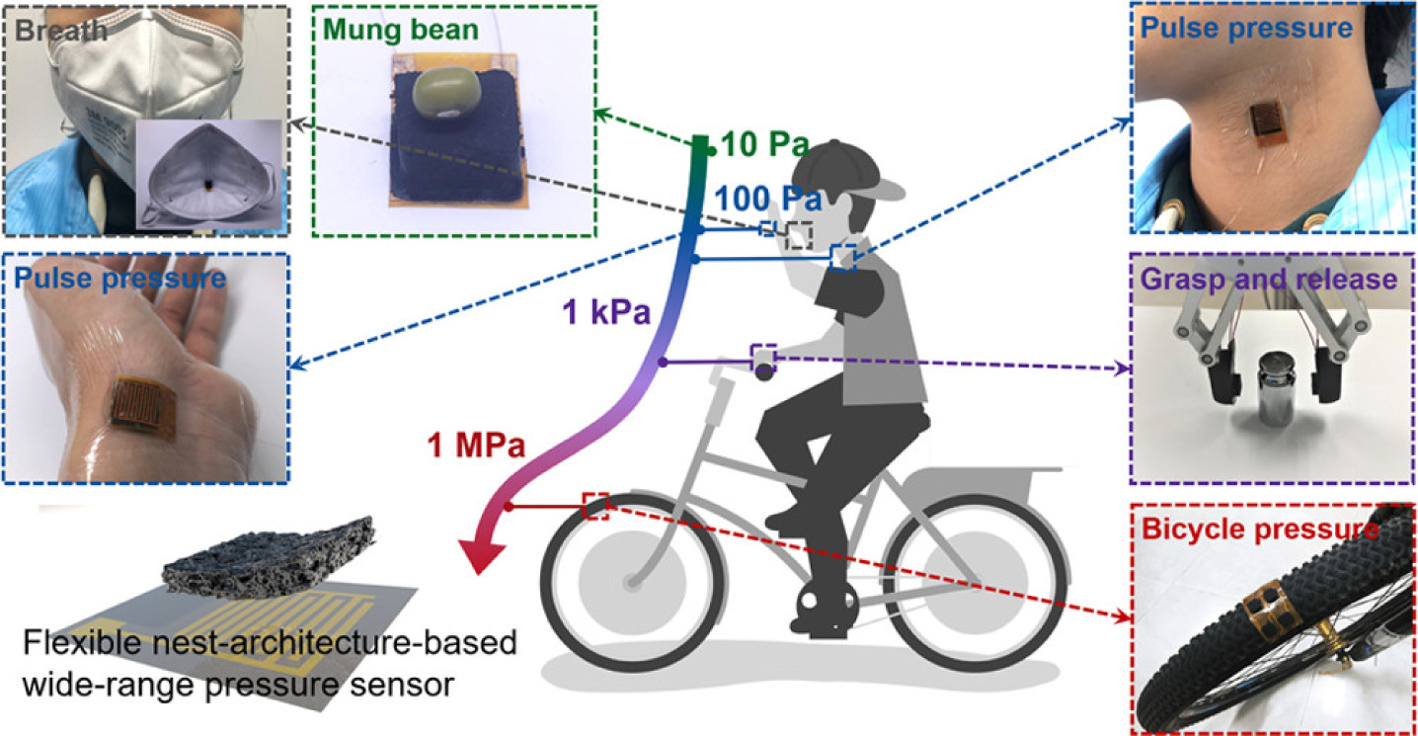 Breath
Mung bean
Pulse pressure
10 Pa
100 Pa
Pulse pressure
Grasp and release
1 kPa
1 MPa
Bicycle pressure
Flexible nest-architecture-based
wide-range pressure sensor